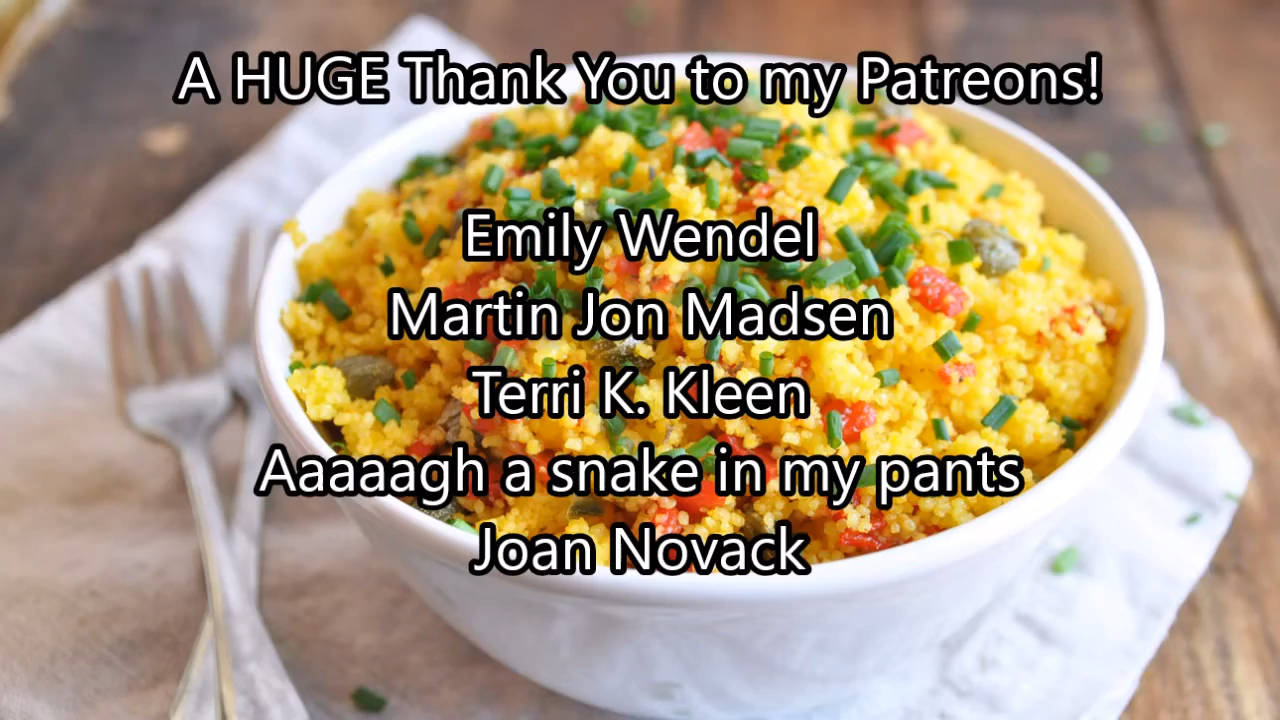 A HUGE Thank You to my Patreons!
Emily Wendel
Martin Jon Madsen
Terri K. Kleen
Aaaaagh a snake in my pants
Joan Novack